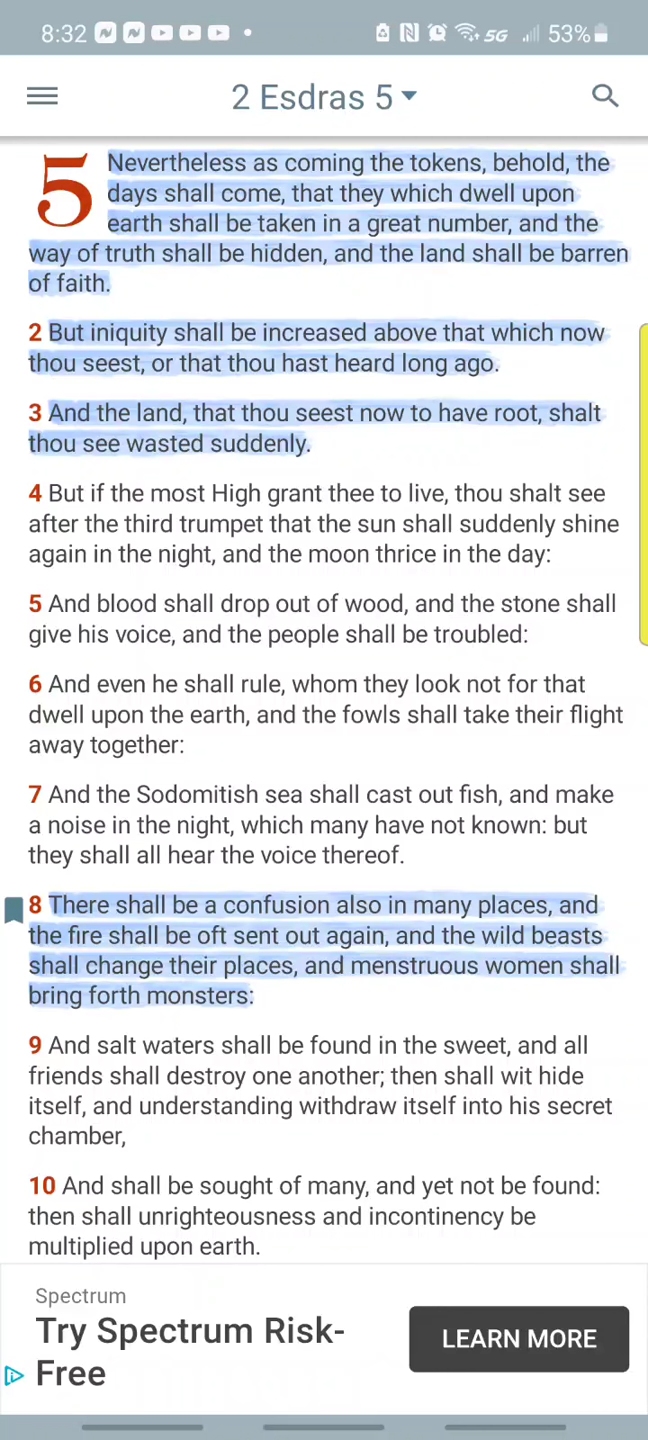 8:32
5G
53%
2 Esdras 5
5 Nevertheless as coming the tokens, behold, the
days shall come, that they which dwell upon
earth shall be taken in a great number, and the
way of truth shall be hidden, and the land shall be barren
of faith.
2 But iniquity shall be increased above that which now
thou seest, or that thou hast heard long ago.
3 And the land, that thou seest now to have root, shalt
thou see wasted suddenly.
4 But if the most High grant thee to live, thou shalt see
after the third trumpet that the sun shall suddenly shine
again in the night, and the moon thrice in the day:
5 And blood shall drop out of wood, and the stone shall
give his voice, and the people shall be troubled:
6 And even he shall rule, whom they look not for that
dwell upon the earth, and the fowls shall take their flight
away together:
7 And the Sodomitish sea shall cast out fish, and make
a noise in the night, which many have not known: but
they shall all hear the voice thereof.
8 There shall be a confusion also in many places, and
the fire shall be oft sent out again, and the wild beasts
shall change their places, and menstruous women shall
bring forth monsters:
9 And salt waters shall be found in the sweet, and all
friends shall destroy one another; then shall wit hide
itself, and understanding withdraw itself into his secret
chamber,
10 And shall be sought of many, and yet not be found:
then shall unrighteousness and incontinency be
multiplied upon earth.
Spectrum
Try Spectrum Risk-
Free
LEARN MORE